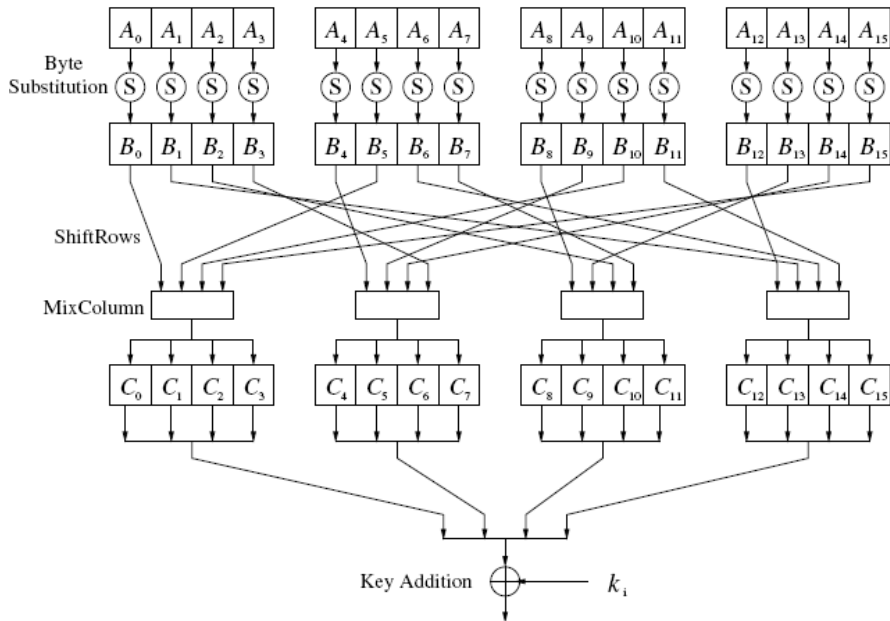 A₀ A₁ A₂ A₃ A₄ A₅ A₆ A₇ A₈ A₉ A₁₀ A₁₁ A₁₂ A₁₃ A₁₄ A₁₅
Byte
Substitution
S S S S S S S S S S S S S S S S
B₀ B₁ B₂ B₃ B₄ B₅ B₆ B₇ B₈ B₉ B₁₀ B₁₁ B₁₂ B₁₃ B₁₄ B₁₅
ShiftRows
MixColumn
C₀ C₁ C₂ C₃ C₄ C₅ C₆ C₇ C₈ C₉ C₁₀ C₁₁ C₁₂ C₁₃ C₁₄ C₁₅
Key Addition kᵢ